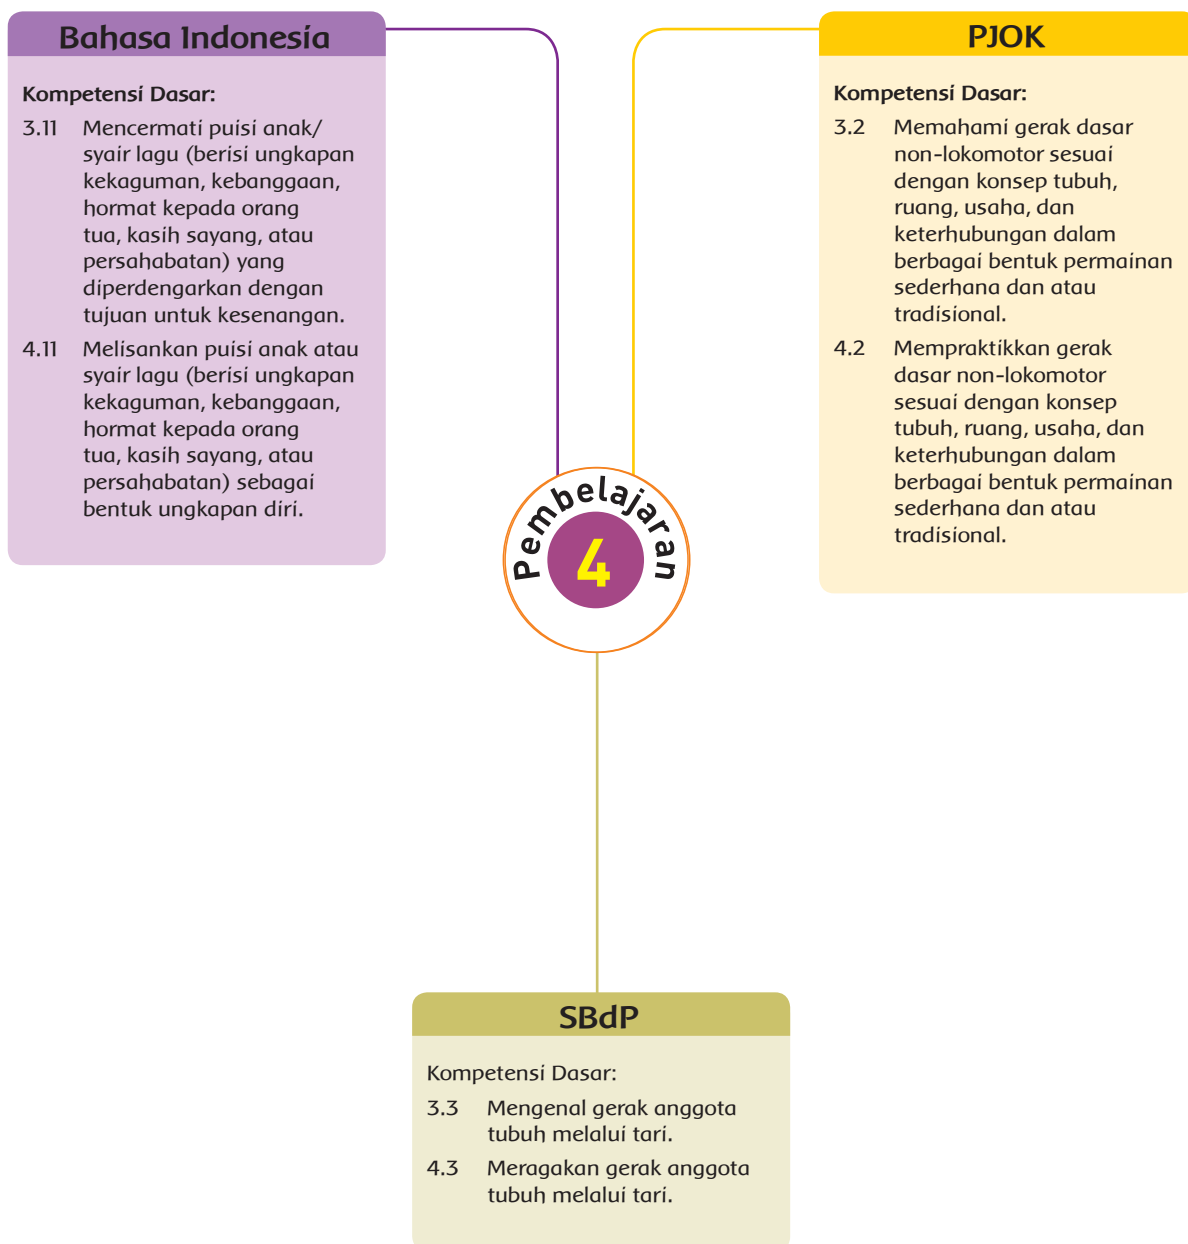 Bahasa Indonesia
Kompetensi Dasar:
3.11 Mencermati puisi anak/
syair lagu (berisi ungkapan
kekaguman, kebanggaan,
hormat kepada orang
tua, kasih sayang, atau
persahabatan) yang
diperdengarkan dengan
tujuan untuk kesenangan.
4.11 Melisankan puisi anak atau
syair lagu (berisi ungkapan
kekaguman, kebanggaan,
hormat kepada orang
tua, kasih sayang, atau
persahabatan) sebagai
bentuk ungkapan diri.
PJOK
Kompetensi Dasar:
3.2 Memahami gerak dasar
non-lokomotor sesuai
dengan konsep tubuh,
ruang, usaha, dan
keterhubungan dalam
berbagai bentuk permainan
sederhana dan atau
tradisional.
4.2 Mempraktikkan gerak
dasar non-lokomotor
sesuai dengan konsep
tubuh, ruang, usaha, dan
keterhubungan dalam
berbagai bentuk permainan
sederhana dan atau
tradisional.
Pembelajaran
4
SBdP
Kompetensi Dasar:
3.3 Mengenal gerak anggota
tubuh melalui tari.
4.3 Meragakan gerak anggota
tubuh melalui tari.